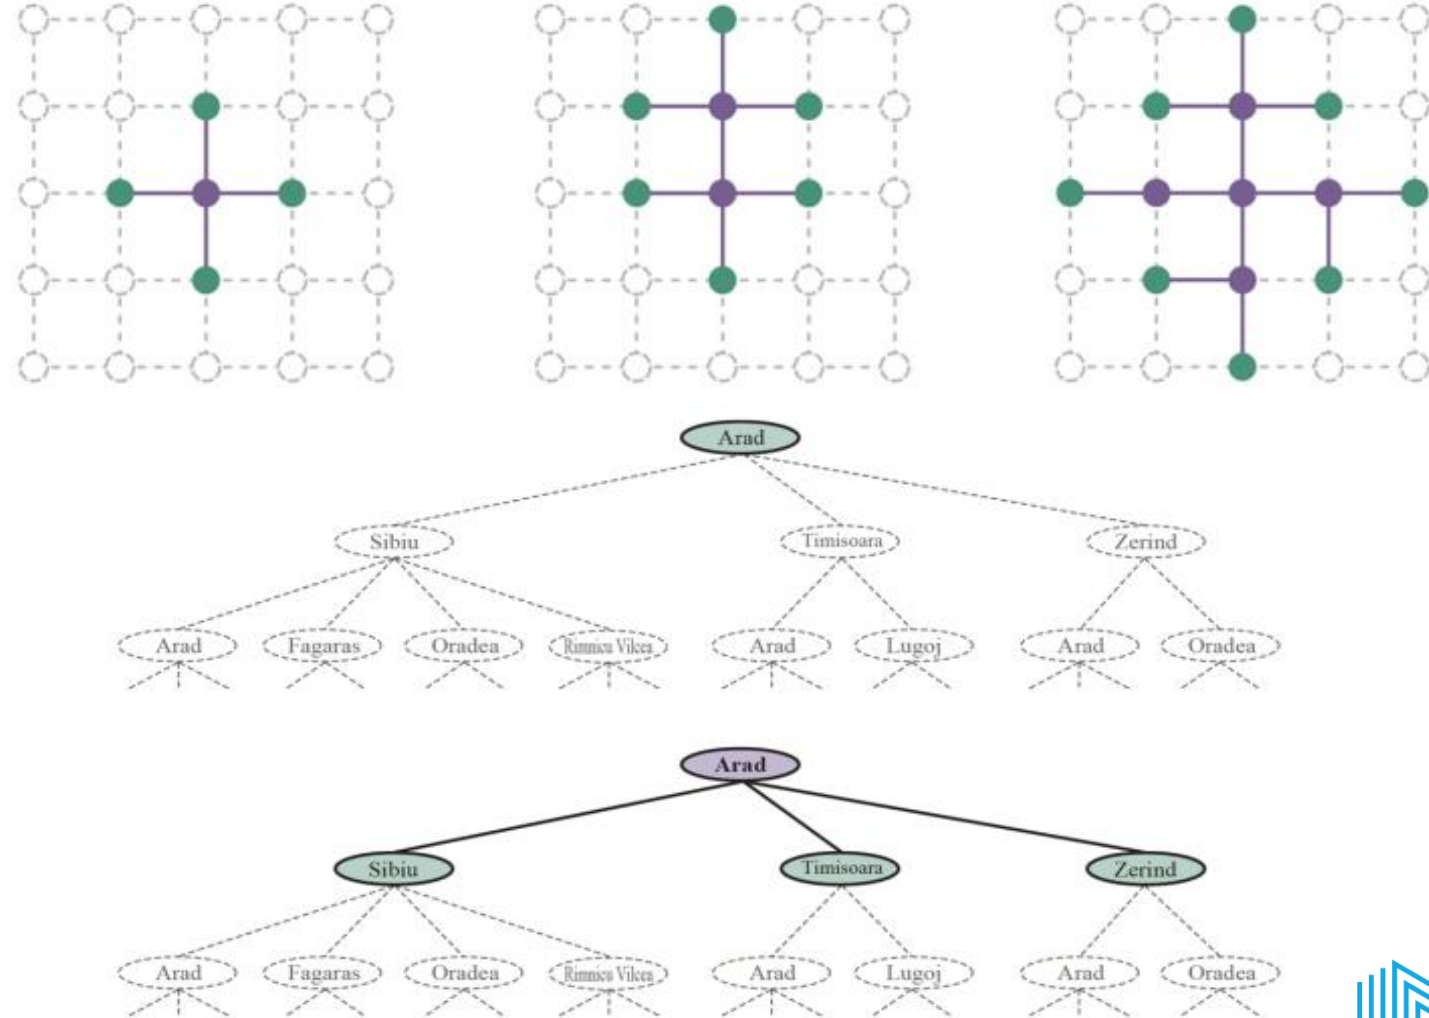 Arad
Sibiu Timisoara Zerind
Arad Fagaras Oradea Rimnicu Vilcea Arad Lugoj Arad Oradea
Arad
Sibiu Timisoara Zerind
Arad Fagaras Oradea Rimnicu Vilcea Arad Lugoj Arad Oradea